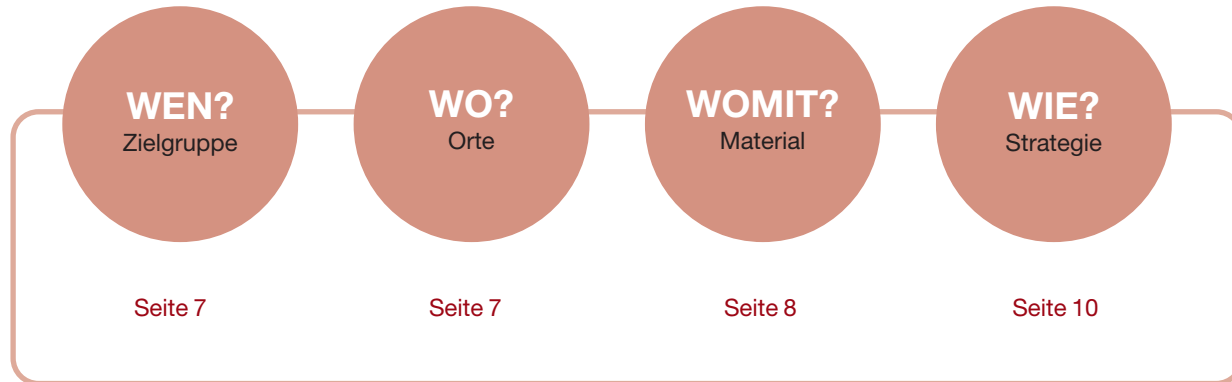 WEN?
Zielgruppe
WO?
Orte
WOMIT?
Material
WIE?
Strategie
Seite 7
Seite 7
Seite 8
Seite 10